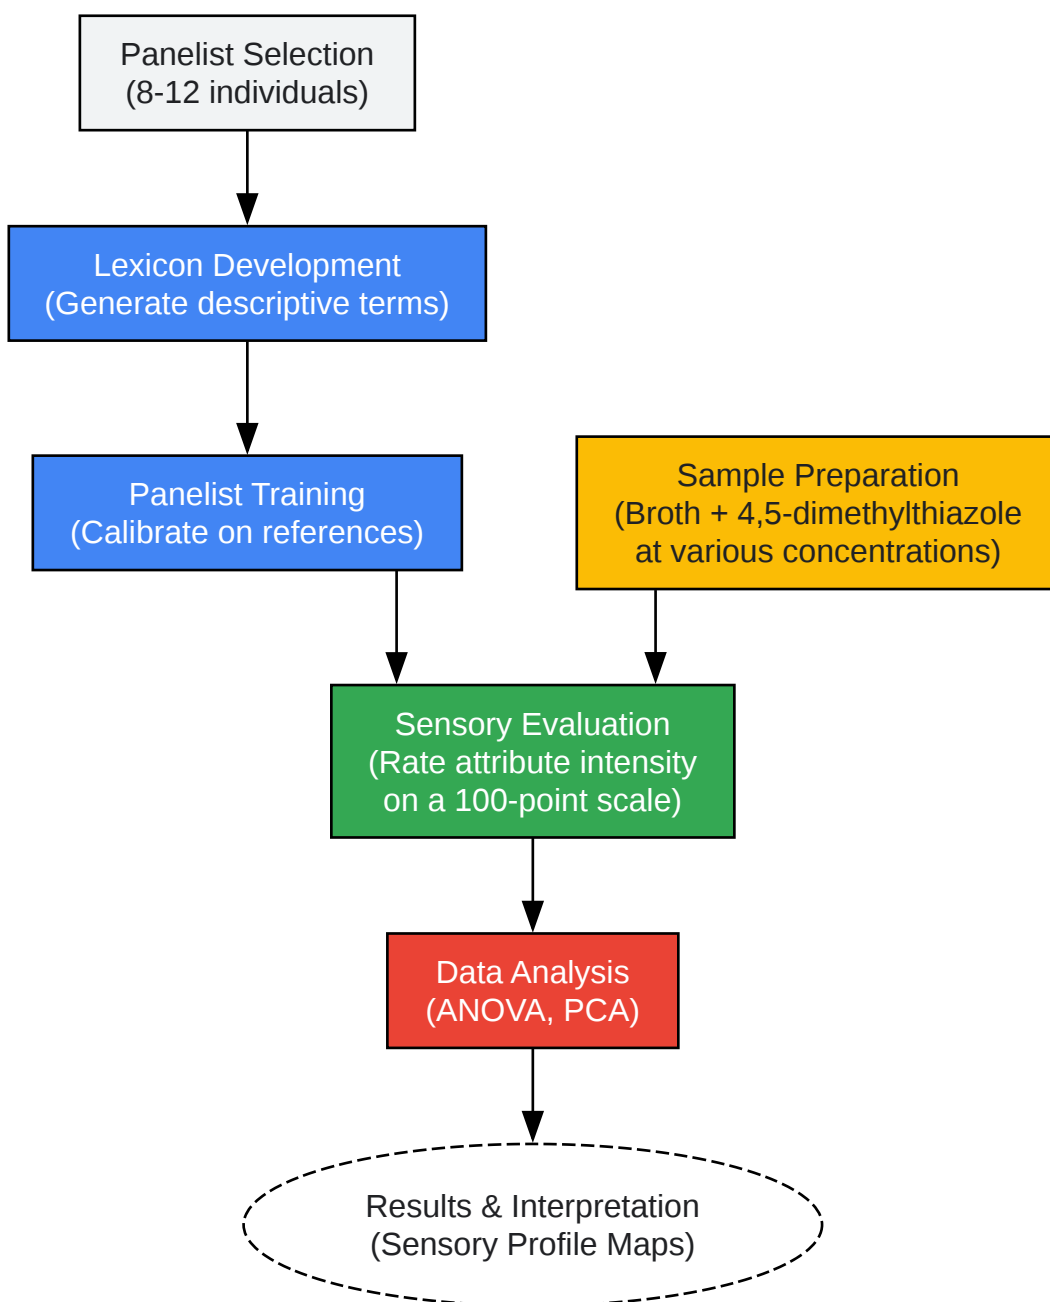 Panelist Selection
(8-12 individuals)
Lexicon Development
(Generate descriptive terms)
Panelist Training
(Calibrate on references)
Sample Preparation
(Broth + 4,5-dimethylthiazole
at various concentrations)
Sensory Evaluation
(Rate attribute intensity
on a 100-point scale)
Data Analysis
(ANOVA, PCA)
Results & Interpretation
(Sensory Profile Maps)